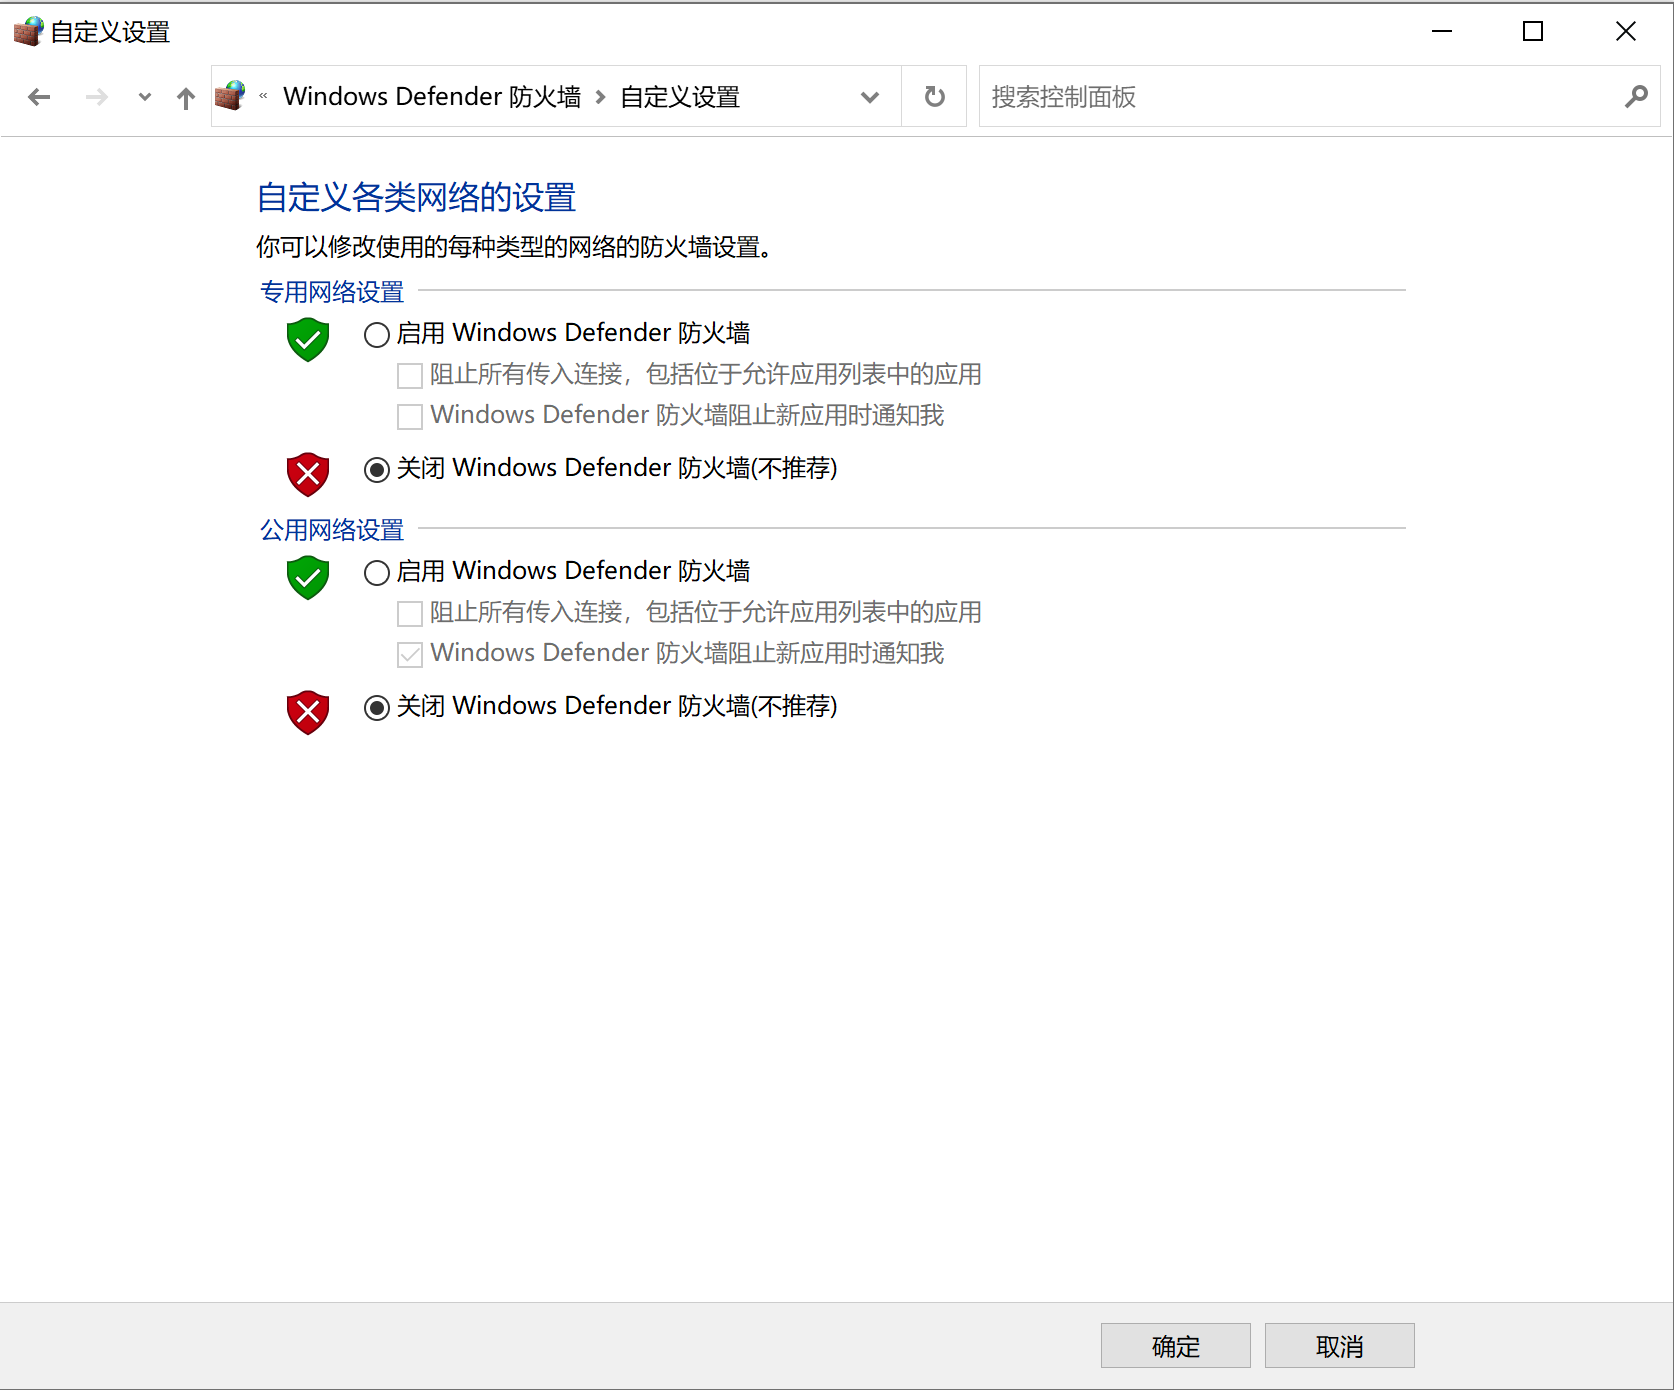 自定义设置
« Windows Defender 防火墙 › 自定义设置
搜索控制面板
自定义各类网络的设置
你可以修改使用的每种类型的网络的防火墙设置。
专用网络设置
启用 Windows Defender 防火墙
阻止所有传入连接，包括位于允许应用列表中的应用
Windows Defender 防火墙阻止新应用时通知我
关闭 Windows Defender 防火墙(不推荐)
公用网络设置
启用 Windows Defender 防火墙
阻止所有传入连接，包括位于允许应用列表中的应用
Windows Defender 防火墙阻止新应用时通知我
关闭 Windows Defender 防火墙(不推荐)
确定
取消